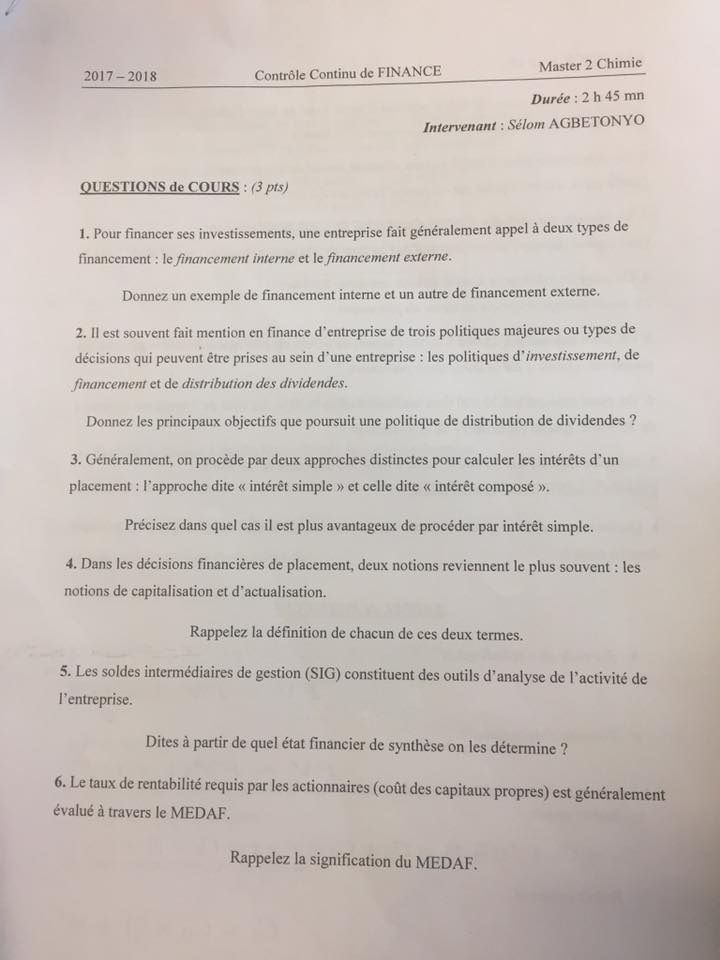 2017 – 2018 Contrôle Continu de FINANCE Master 2 Chimie
Durée : 2 h 45 mn
Intervenant : Sélom AGBETONYO
QUESTIONS de COURS : (3 pts)
1. Pour financer ses investissements, une entreprise fait généralement appel à deux types de
financement : le financement interne et le financement externe.
Donnez un exemple de financement interne et un autre de financement externe.
2. Il est souvent fait mention en finance d’entreprise de trois politiques majeures ou types de
décisions qui peuvent être prises au sein d’une entreprise : les politiques d’investissement, de
financement et de distribution des dividendes.
Donnez les principaux objectifs que poursuit une politique de distribution de dividendes ?
3. Généralement, on procède par deux approches distinctes pour calculer les intérêts d’un
placement : l’approche dite « intérêt simple » et celle dite « intérêt composé ».
Précisez dans quel cas il est plus avantageux de procéder par intérêt simple.
4. Dans les décisions financières de placement, deux notions reviennent le plus souvent : les
notions de capitalisation et d’actualisation.
Rappelez la définition de chacun de ces deux termes.
5. Les soldes intermédiaires de gestion (SIG) constituent des outils d’analyse de l’activité de
l’entreprise.
Dites à partir de quel état financier de synthèse on les détermine ?
6. Le taux de rentabilité requis par les actionnaires (coût des capitaux propres) est généralement
évalué à travers le MEDAF.
Rappelez la signification du MEDAF.